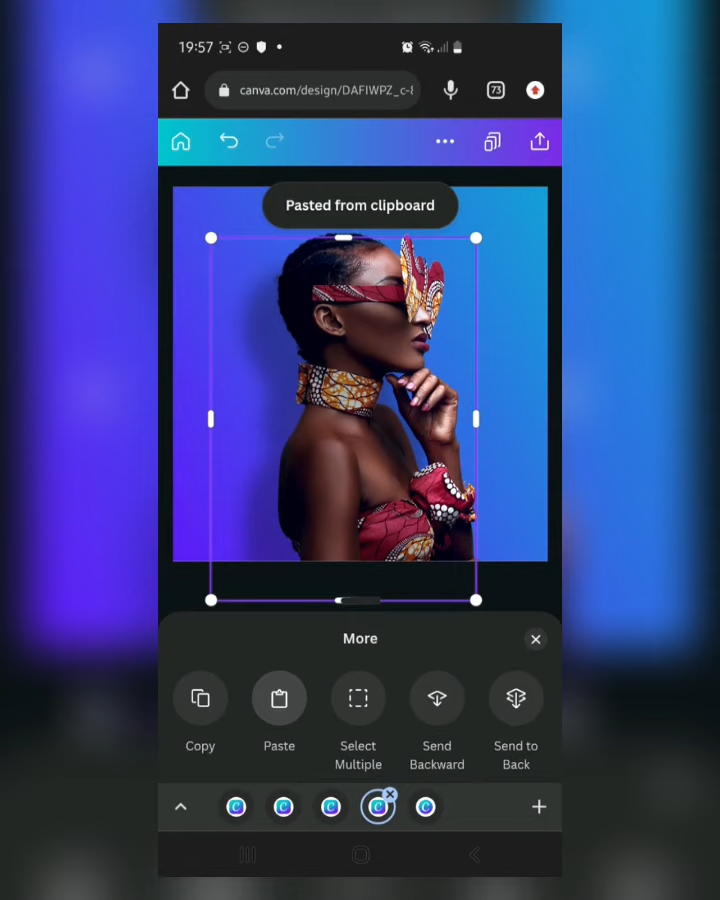 19:57
canva.com/design/DAFIWPZ_c-
73
Pasted from clipboard
More
Copy
Paste
Select
Multiple
Send
Backward
Send to
Back